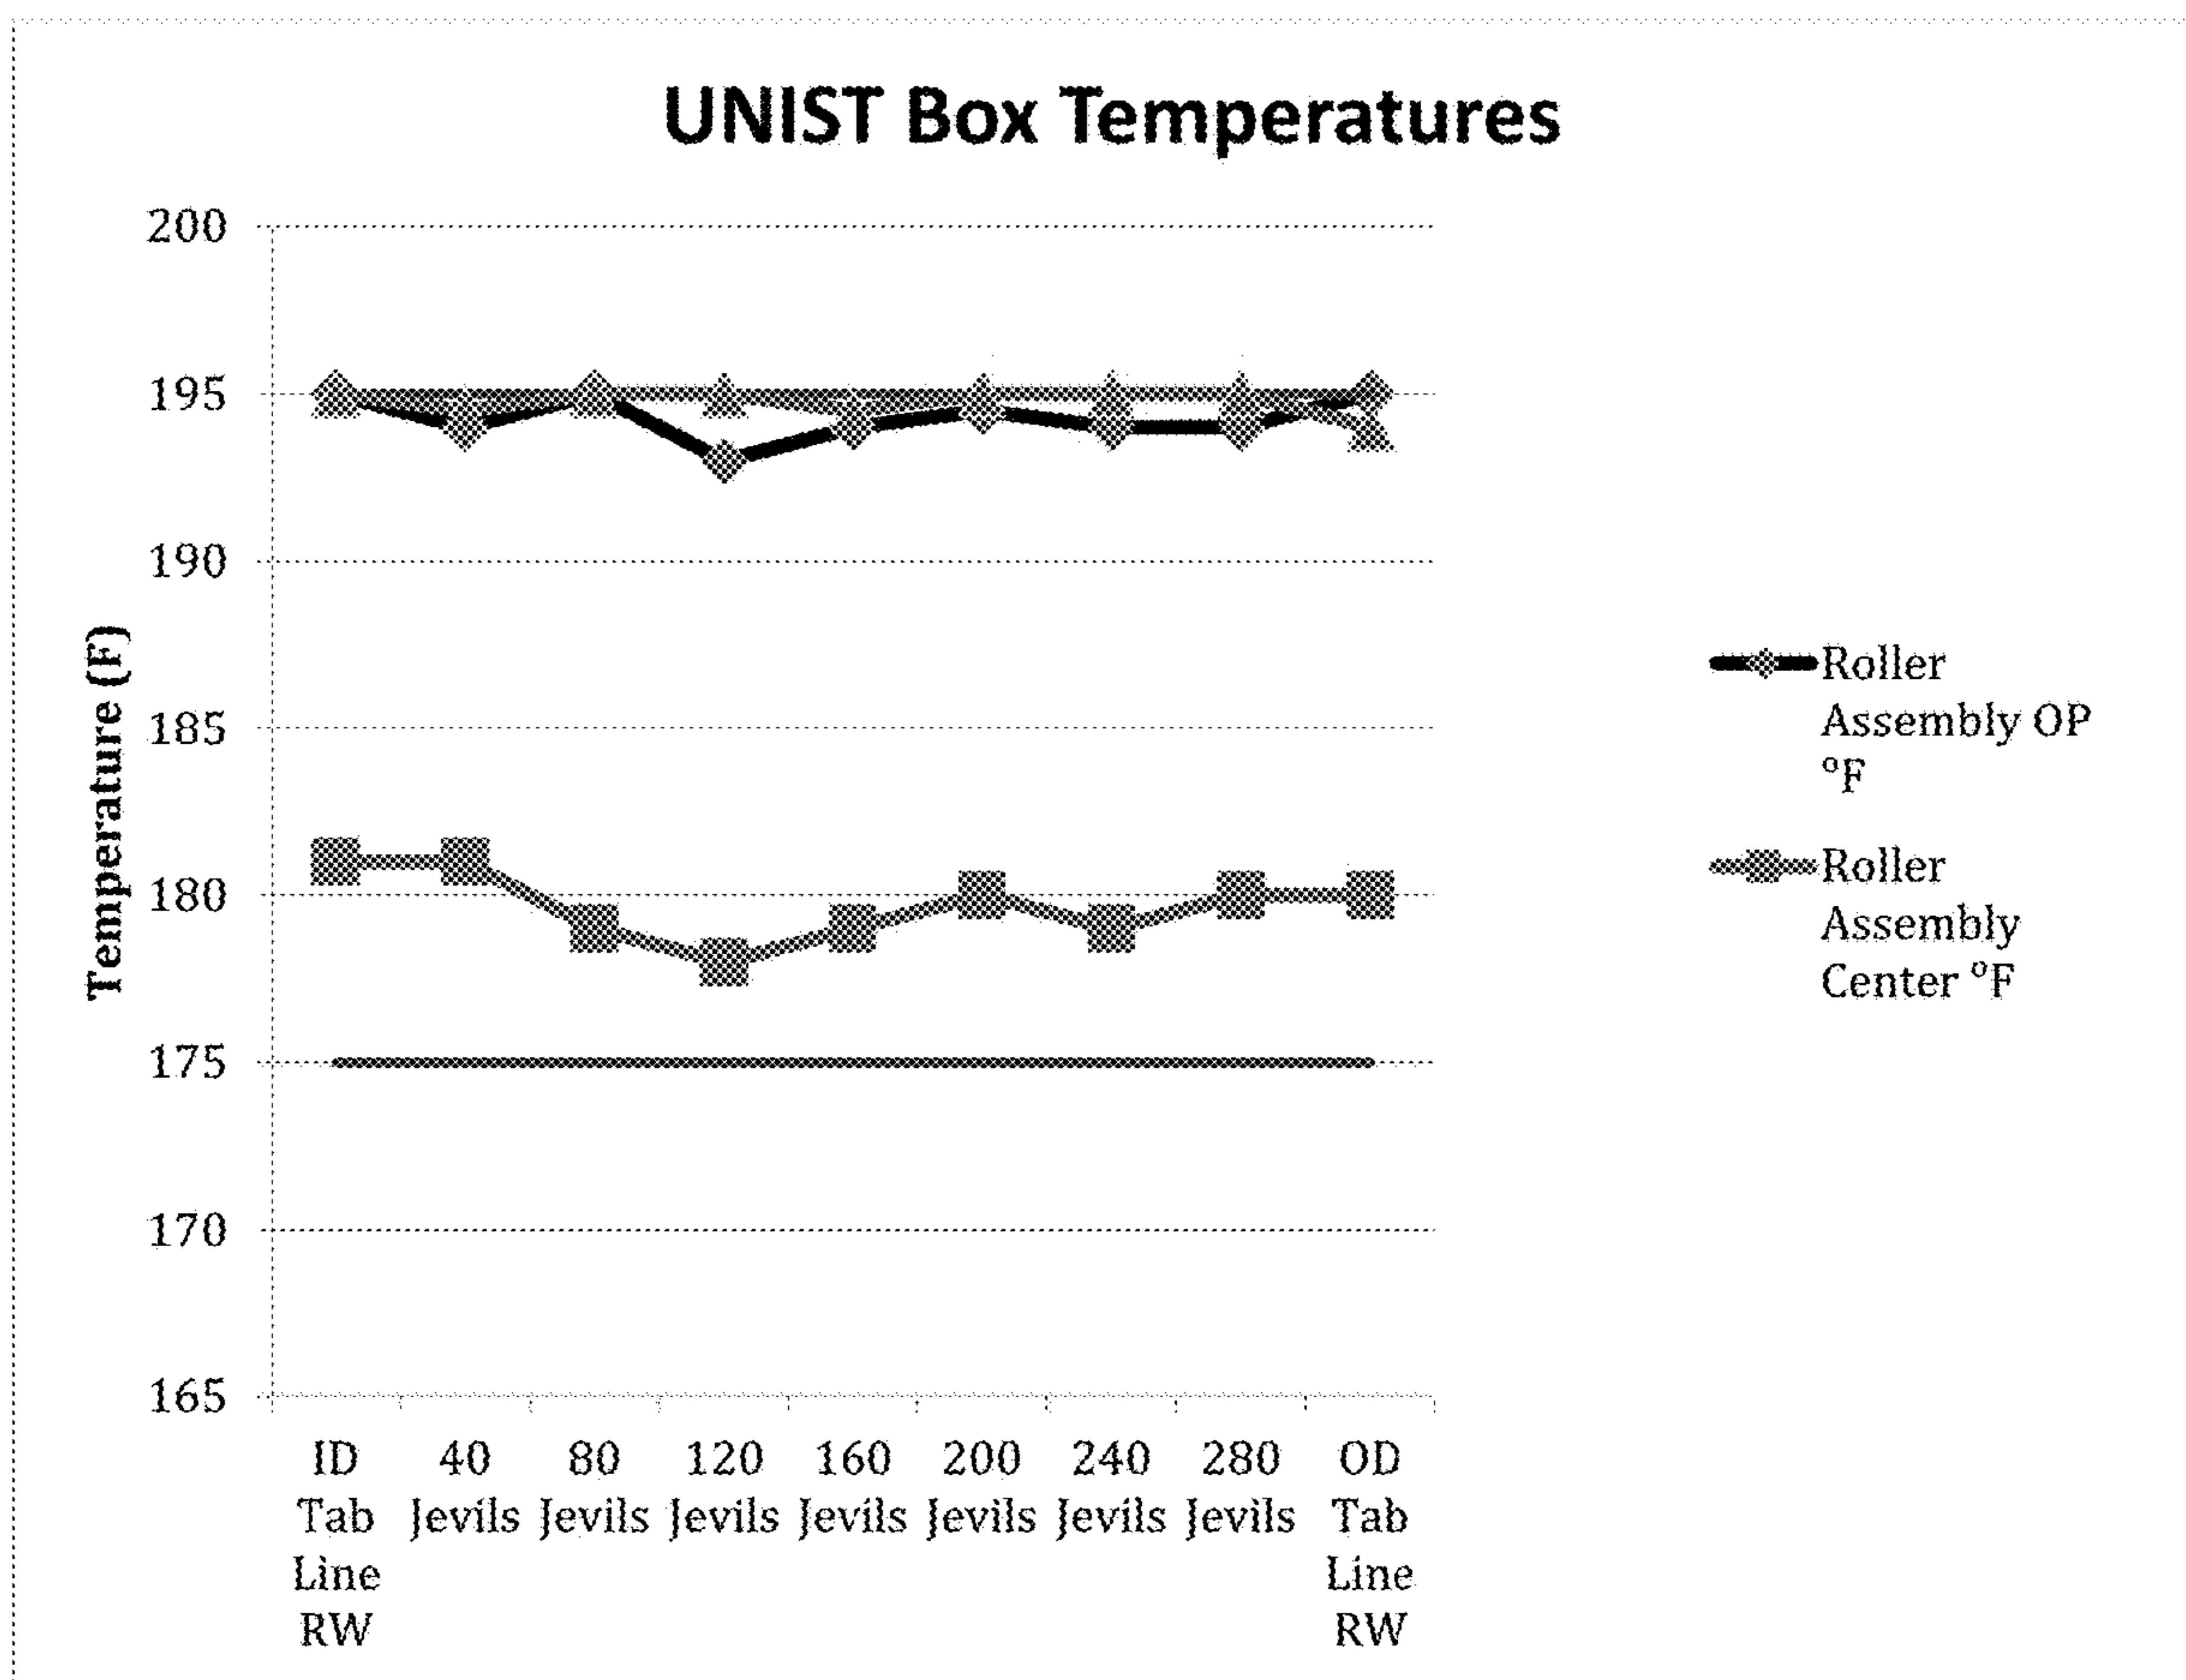 UNIST Box Temperatures
200
195
190
185
180
175
170
165
Temperature (F)
ID Tab Line RW
40 Jevils
80 Jevils
120 Jevils
160 Jevils
200 Jevils
240 Jevils
280 Jevils
OD Tab Line RW
Roller
Assembly OP
ºF
Roller
Assembly
Center ºF